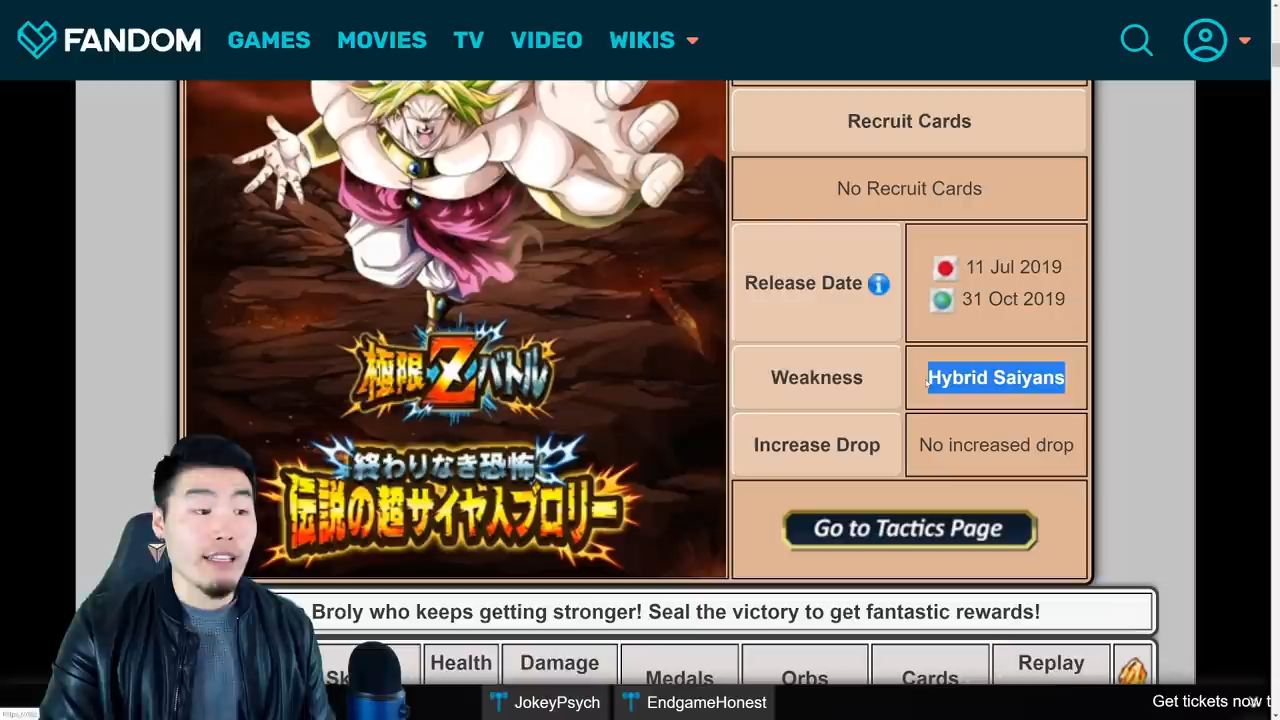 FANDOM GAMES MOVIES TV VIDEO WIKIS
Recruit Cards
No Recruit Cards
Release Date
11 Jul 2019
31 Oct 2019
Weakness
Hybrid Saiyans
Increase Drop
No increased drop
Go to Tactics Page
極限Zバトル
終わりなき恐怖
伝説の超サイヤ人ブロリー
Broly who keeps getting stronger! Seal the victory to get fantastic rewards!
Health
Damage
Medals
Orbs
Cards
Replay
JokeyPsych
EndgameHonest
Get tickets now